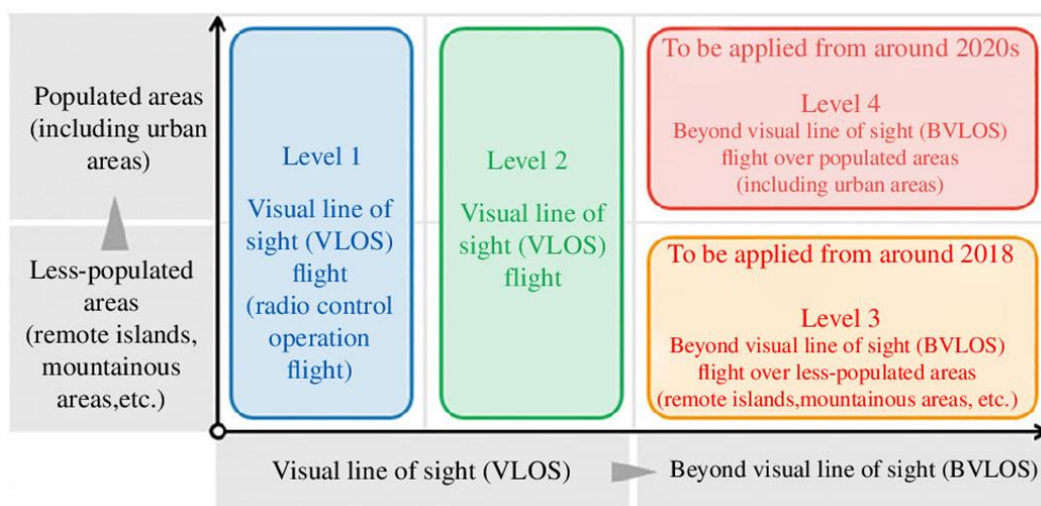 Populated areas
(including urban
areas)
Less-populated
areas
(remote islands,
mountainous
areas,etc.)
Level 1
Visual line of
sight (VLOS)
flight
(radio control
operation
flight)
Level 2
Visual line of
sight (VLOS)
flight
To be applied from around 2020s
Level 4
Beyond visual line of sight (BVLOS)
flight over populated areas
(including urban areas)
To be applied from around 2018
Level 3
Beyond visual line of sight (BVLOS)
flight over less-populated areas
(remote islands,mountainous areas, etc.)
Visual line of sight (VLOS)
Beyond visual line of sight (BVLOS)